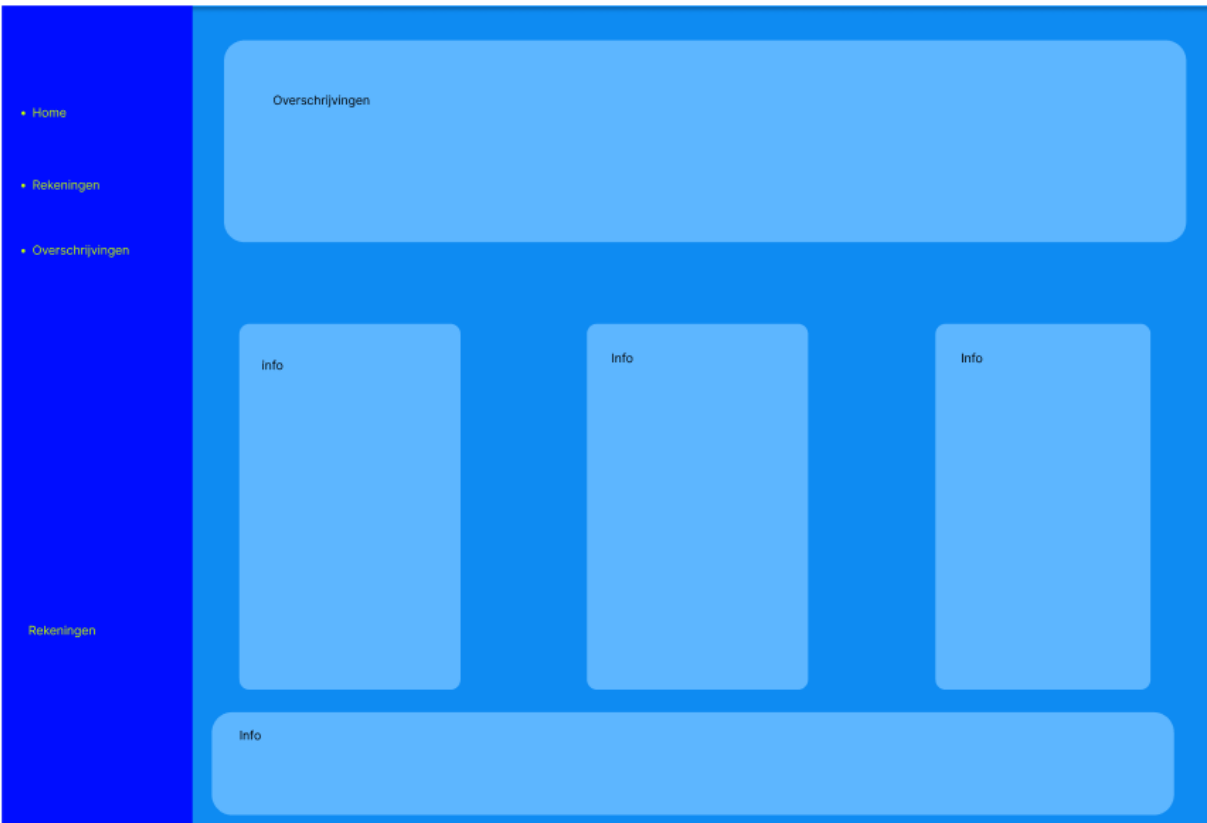 • Home
• Rekeningen
• Overschrijvingen
Rekeningen
Overschrijvingen
info
Info
Info
Info